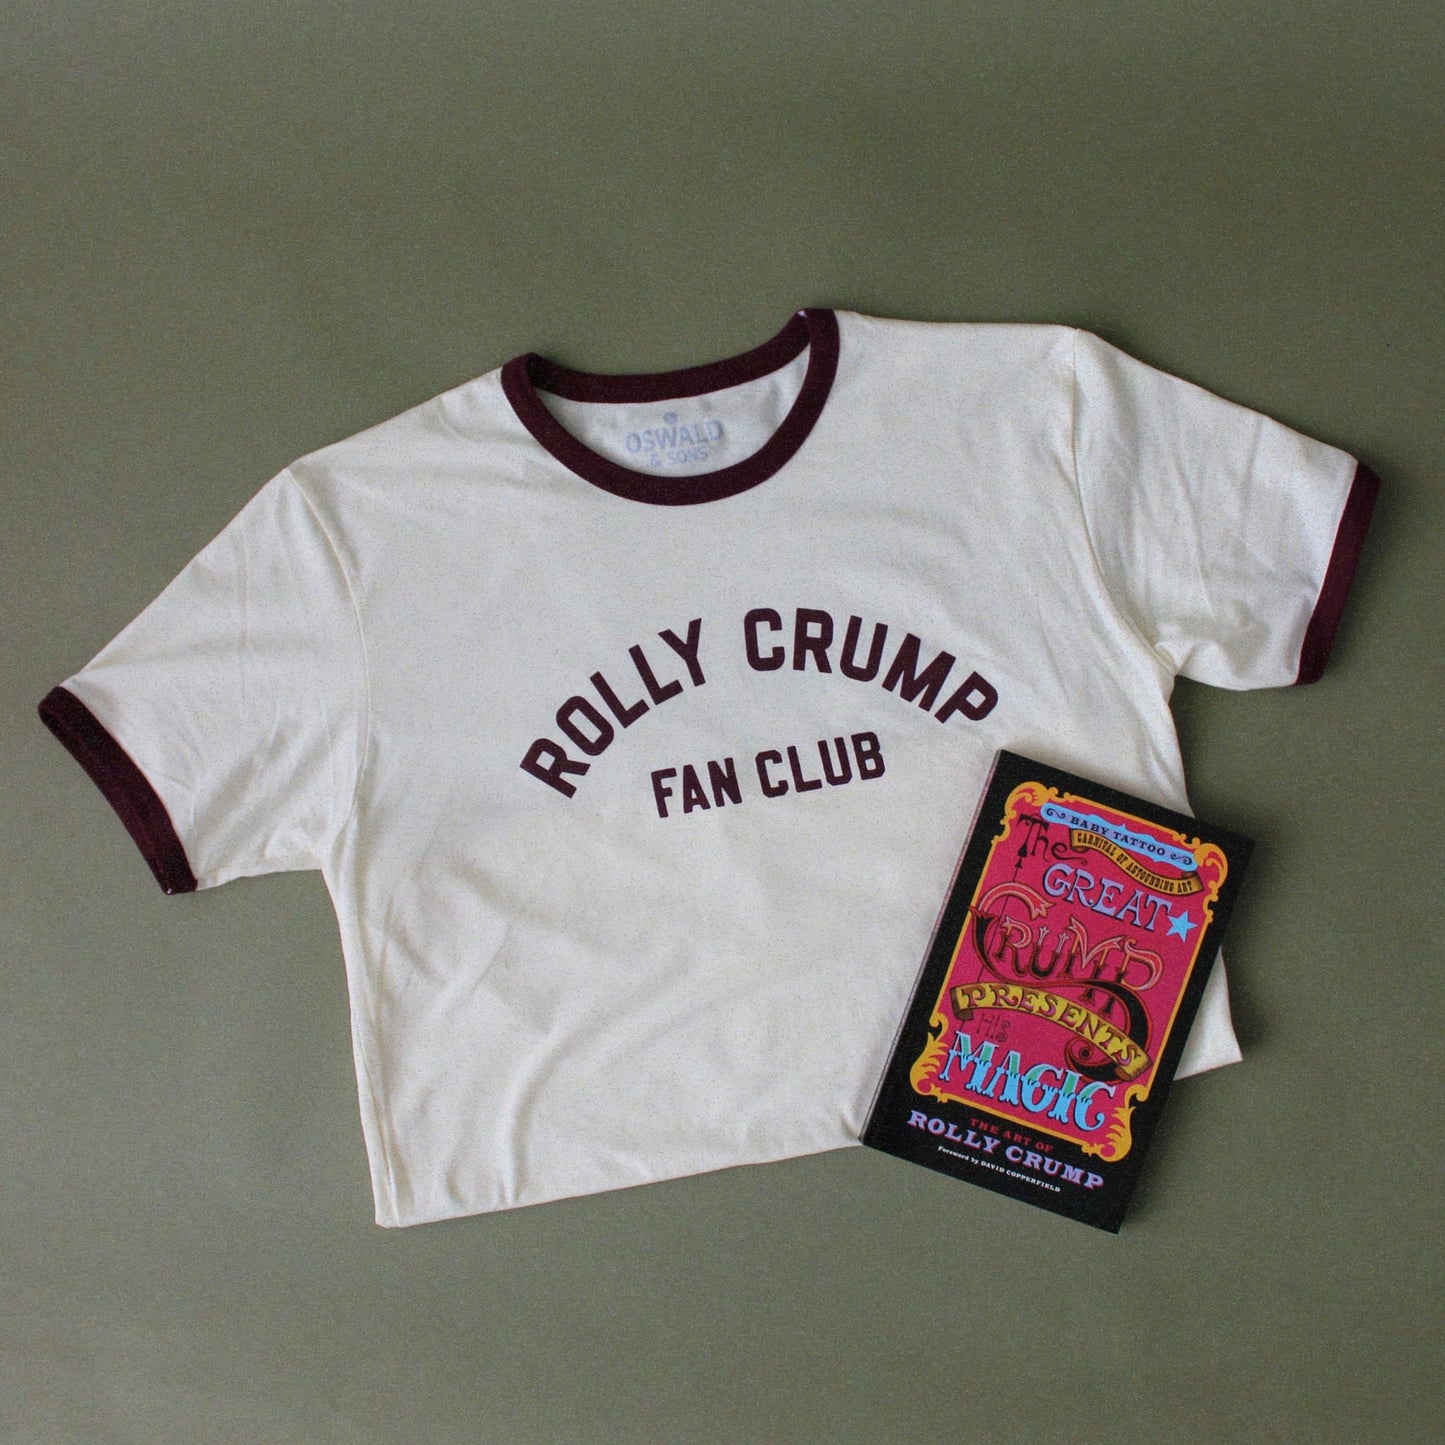 OSWALD
& SONS
ROLLY CRUMP
FAN CLUB
BABY TATTOO
CARNIVAL OF ASTOUNDING ART
The
GREAT
CRUMP
PRESENTS
HIS
MAGIC
THE ART OF
ROLLY CRUMP
Foreword by DAVID COPPERFIELD